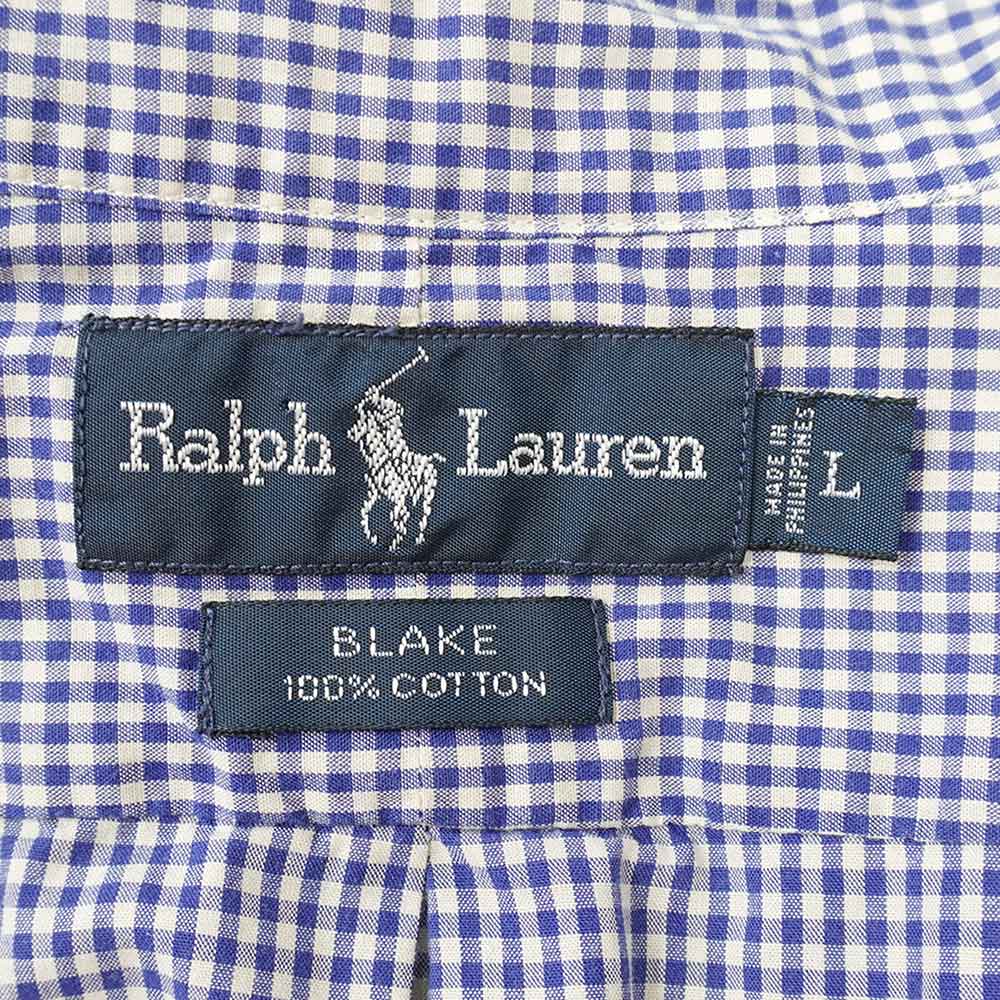 Ralph Lauren
MADE IN
PHILIPPINES
L
BLAKE
100% COTTON